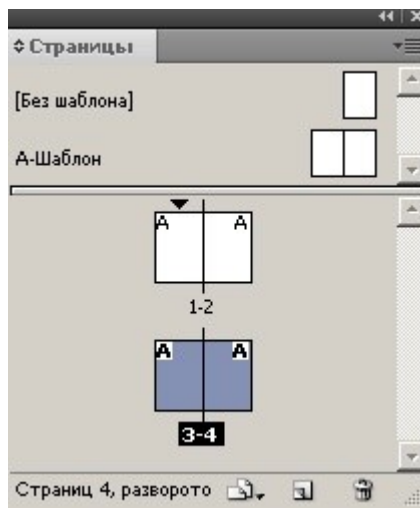 Страницы
[Без шаблона]
А-Шаблон
A A
1-2
A A
3-4
Страниц 4, разворото